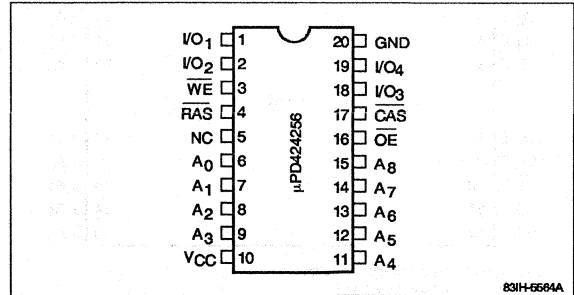 I/O1 1 20 GND
I/O2 2 19 I/O4
WE 3 18 I/O3
RAS 4 17 CAS
NC 5 16 OE
A0 6 15 A8
A1 7 14 A7
A2 8 13 A6
A3 9 12 A5
VCC 10 11 A4
μPD424256
83IH-5564A